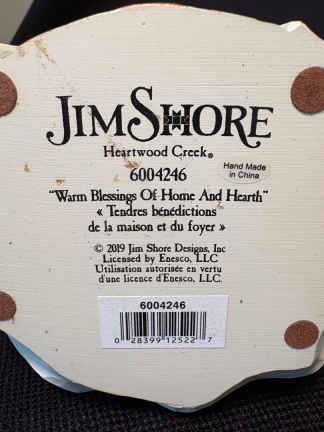 JIM SHORE
Heartwood Creek®
6004246
Hand Made
in China
"Warm Blessings Of Home And Hearth"
« Tendres bénédictions
de la maison et du foyer »
© 2019 Jim Shore Designs, Inc
Licensed by Enesco, LLC
Utilisation autorisée en vertu
d'une licence d'Enesco, LLC.
6004246
0 28399 12522 7